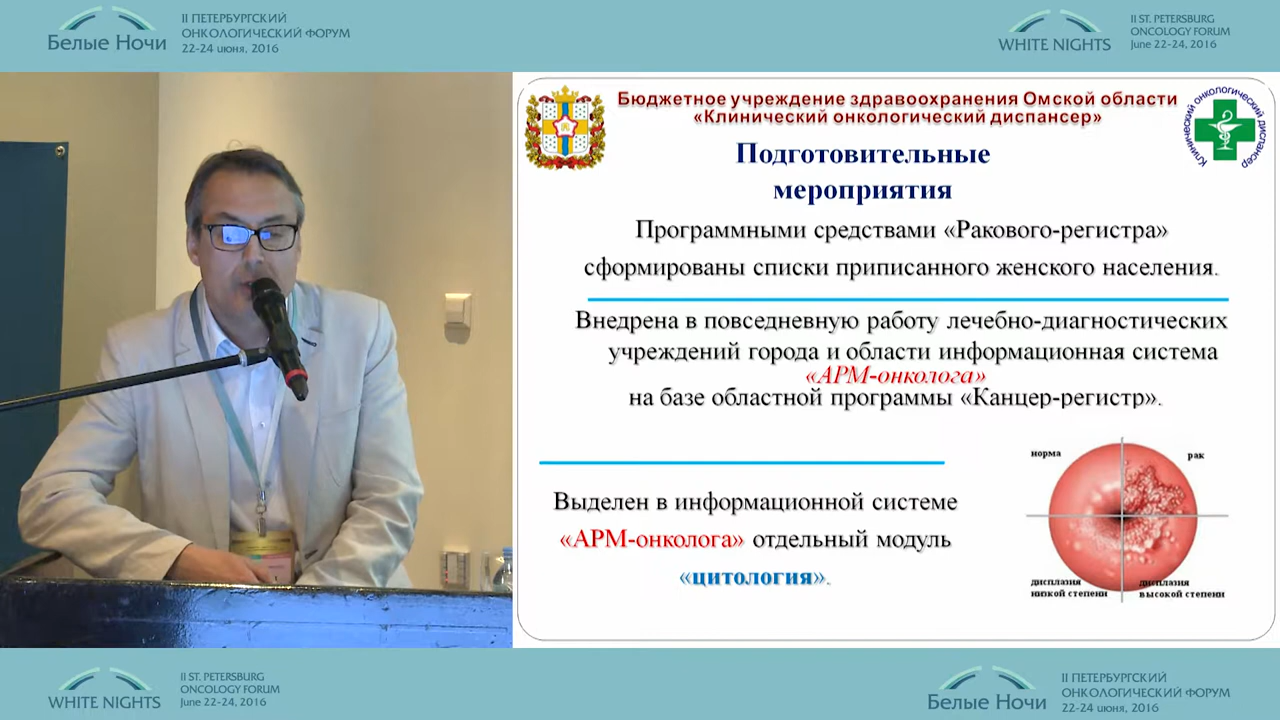 Белые Ночи
II ПЕТЕРБУРГСКИЙ
ОНКОЛОГИЧЕСКИЙ ФОРУМ
22-24 июня, 2016
WHITE NIGHTS
II ST. PETERSBURG
ONCOLOGY FORUM
June 22-24, 2016
Бюджетное учреждение здравоохранения Омской области
«Клинический онкологический диспансер»
Клинический онкологический диспансер
Подготовительные
мероприятия
Программными средствами «Ракового-регистра»
сформированы списки приписанного женского населения.
Внедрена в повседневную работу лечебно-диагностических
учреждений города и области информационная система
«АРМ-онколога»
на базе областной программы «Канцер-регистр».
Выделен в информационной системе
«АРМ-онколога» отдельный модуль
«цитология».
норма
рак
дисплазия
низкой степени
дисплазия
высокой степени
WHITE NIGHTS
II ST. PETERSBURG
ONCOLOGY FORUM
June 22-24, 2016
Белые Ночи
II ПЕТЕРБУРГСКИЙ
ОНКОЛОГИЧЕСКИЙ ФОРУМ
22-24 июня, 2016